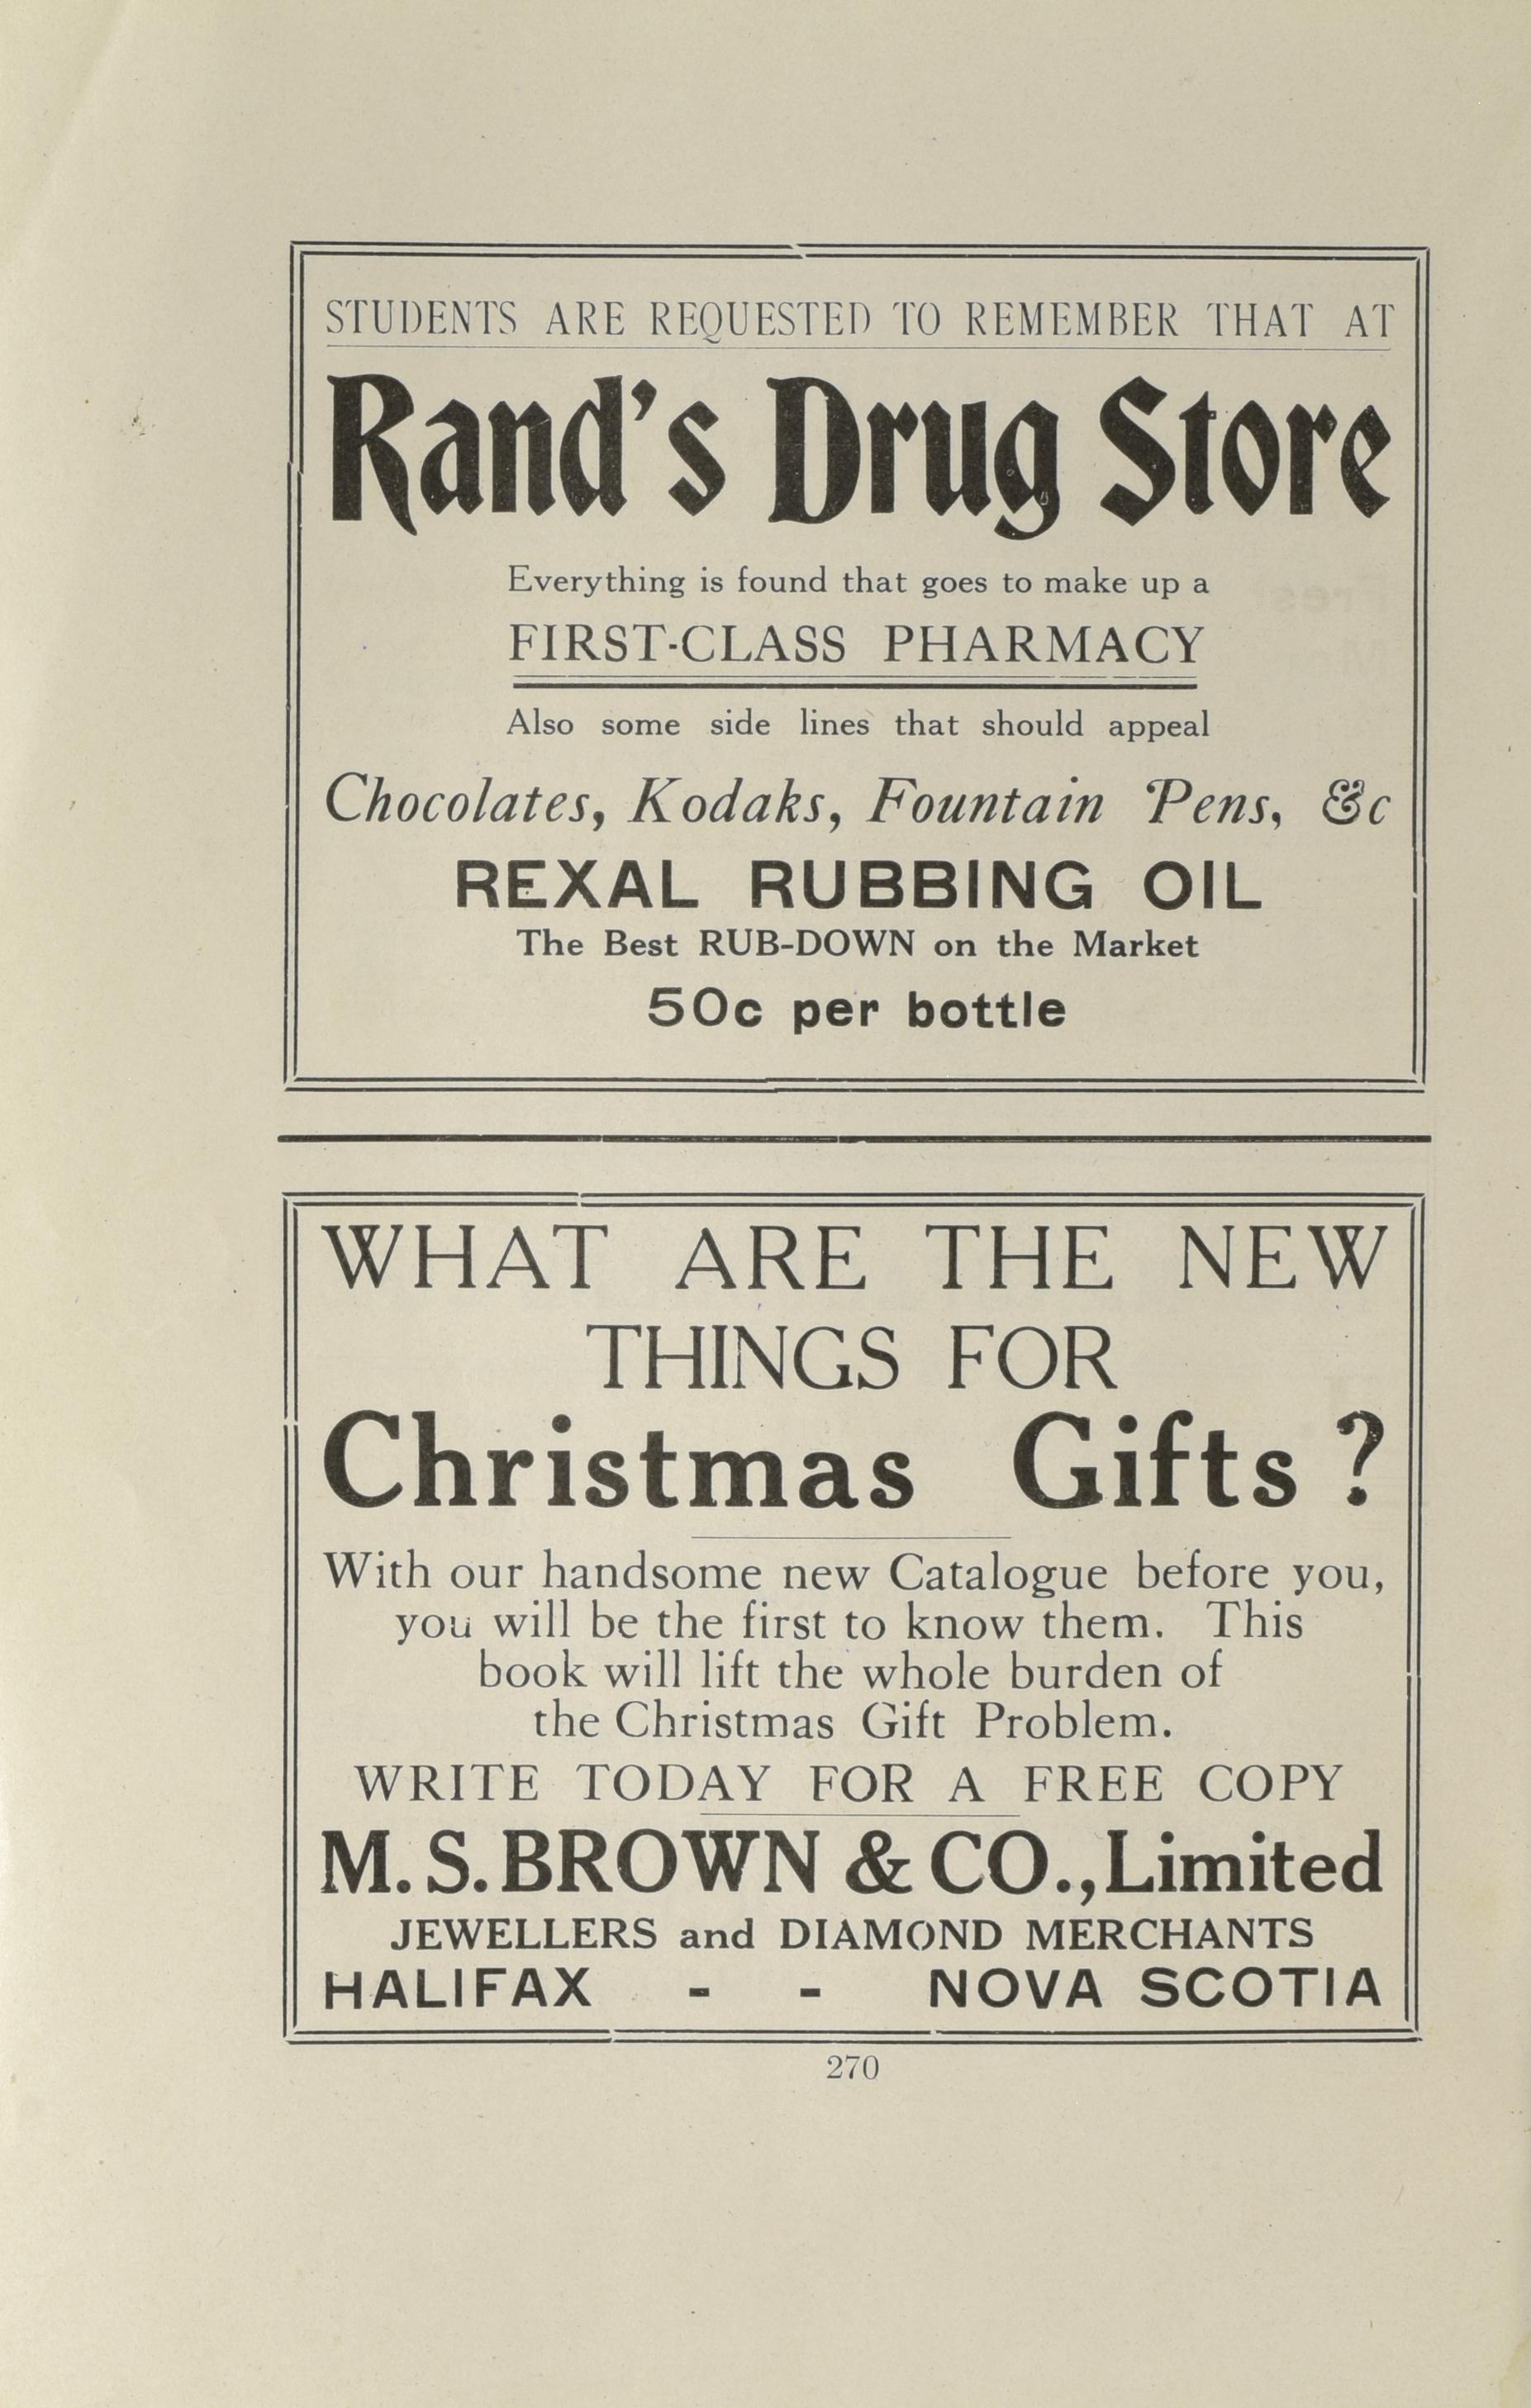 STUDENTS ARE REQUESTED TO REMEMBER THAT AT
Rand's Drug Store
Everything is found that goes to make up a
FIRST-CLASS PHARMACY
Also some side lines that should appeal
Chocolates, Kodaks, Fountain Pens, &c
REXAL RUBBING OIL
The Best RUB-DOWN on the Market
50c per bottle
WHAT ARE THE NEW
THINGS FOR
Christmas Gifts ?
With our handsome new Catalogue before you,
you will be the first to know them. This
book will lift the whole burden of
the Christmas Gift Problem.
WRITE TODAY FOR A FREE COPY
M. S. BROWN & CO., Limited
JEWELLERS and DIAMOND MERCHANTS
HALIFAX - - NOVA SCOTIA
270